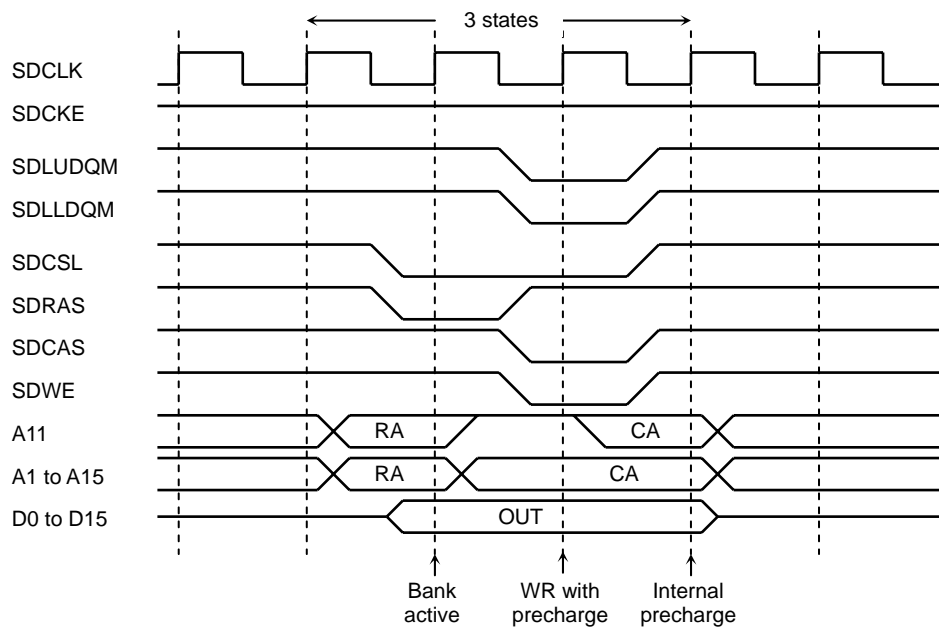 3 states
SDCLK
SDCKE
SDLUDQM
SDLLDQM
SDCSL
SDRAS
SDCAS
SDWE
A11 RA CA
A1 to A15 RA CA
D0 to D15 OUT
Bank active
WR with precharge
Internal precharge